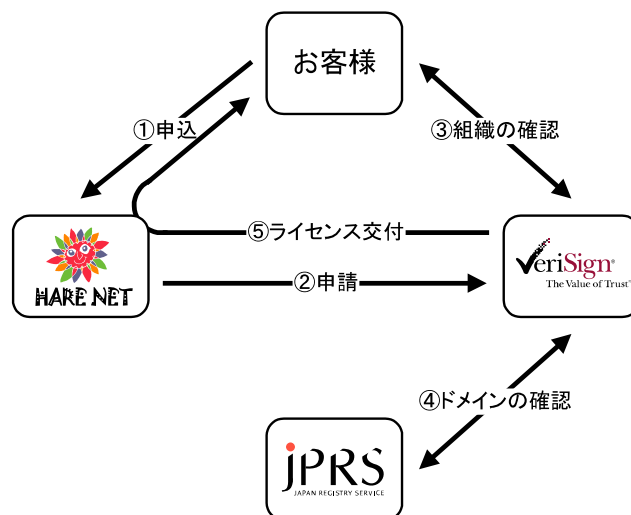 お客様
①申込
③組織の確認
⑤ライセンス交付
HARE NET
VeriSign®
The Value of Trust™
②申請
④ドメインの確認
JPRS
JAPAN REGISTRY SERVICE